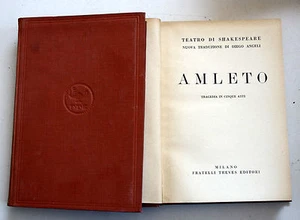 TEATRO DI SHAKESPEARE
NUOVA TRADUZIONE DI DIEGO ANGELI
AMLETO
TRAGEDIA IN CINQUE ATTI
MILANO
FRATELLI TREVES EDITORI